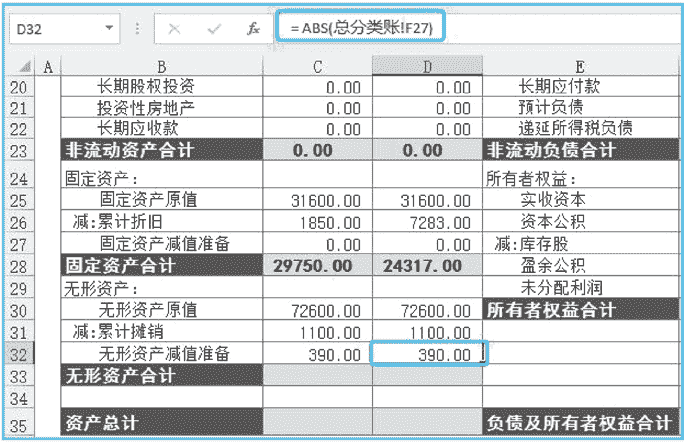 D32 fx =ABS(总分类账!F27)
A B C D E
20 长期股权投资 0.00 0.00 长期应付款
21 投资性房地产 0.00 0.00 预计负债
22 长期应收款 0.00 0.00 递延所得税负债
23 非流动资产合计 0.00 0.00 非流动负债合计
24 固定资产: 所有者权益:
25 固定资产原值 31600.00 31600.00 实收资本
26 减:累计折旧 1850.00 7283.00 资本公积
27 固定资产减值准备 0.00 0.00 减:库存股
28 固定资产合计 29750.00 24317.00 盈余公积
29 无形资产: 未分配利润
30 无形资产原值 72600.00 72600.00 所有者权益合计
31 减:累计摊销 1100.00 1100.00
32 无形资产减值准备 390.00 390.00
33 无形资产合计
34
35 资产总计 负债及所有者权益合计